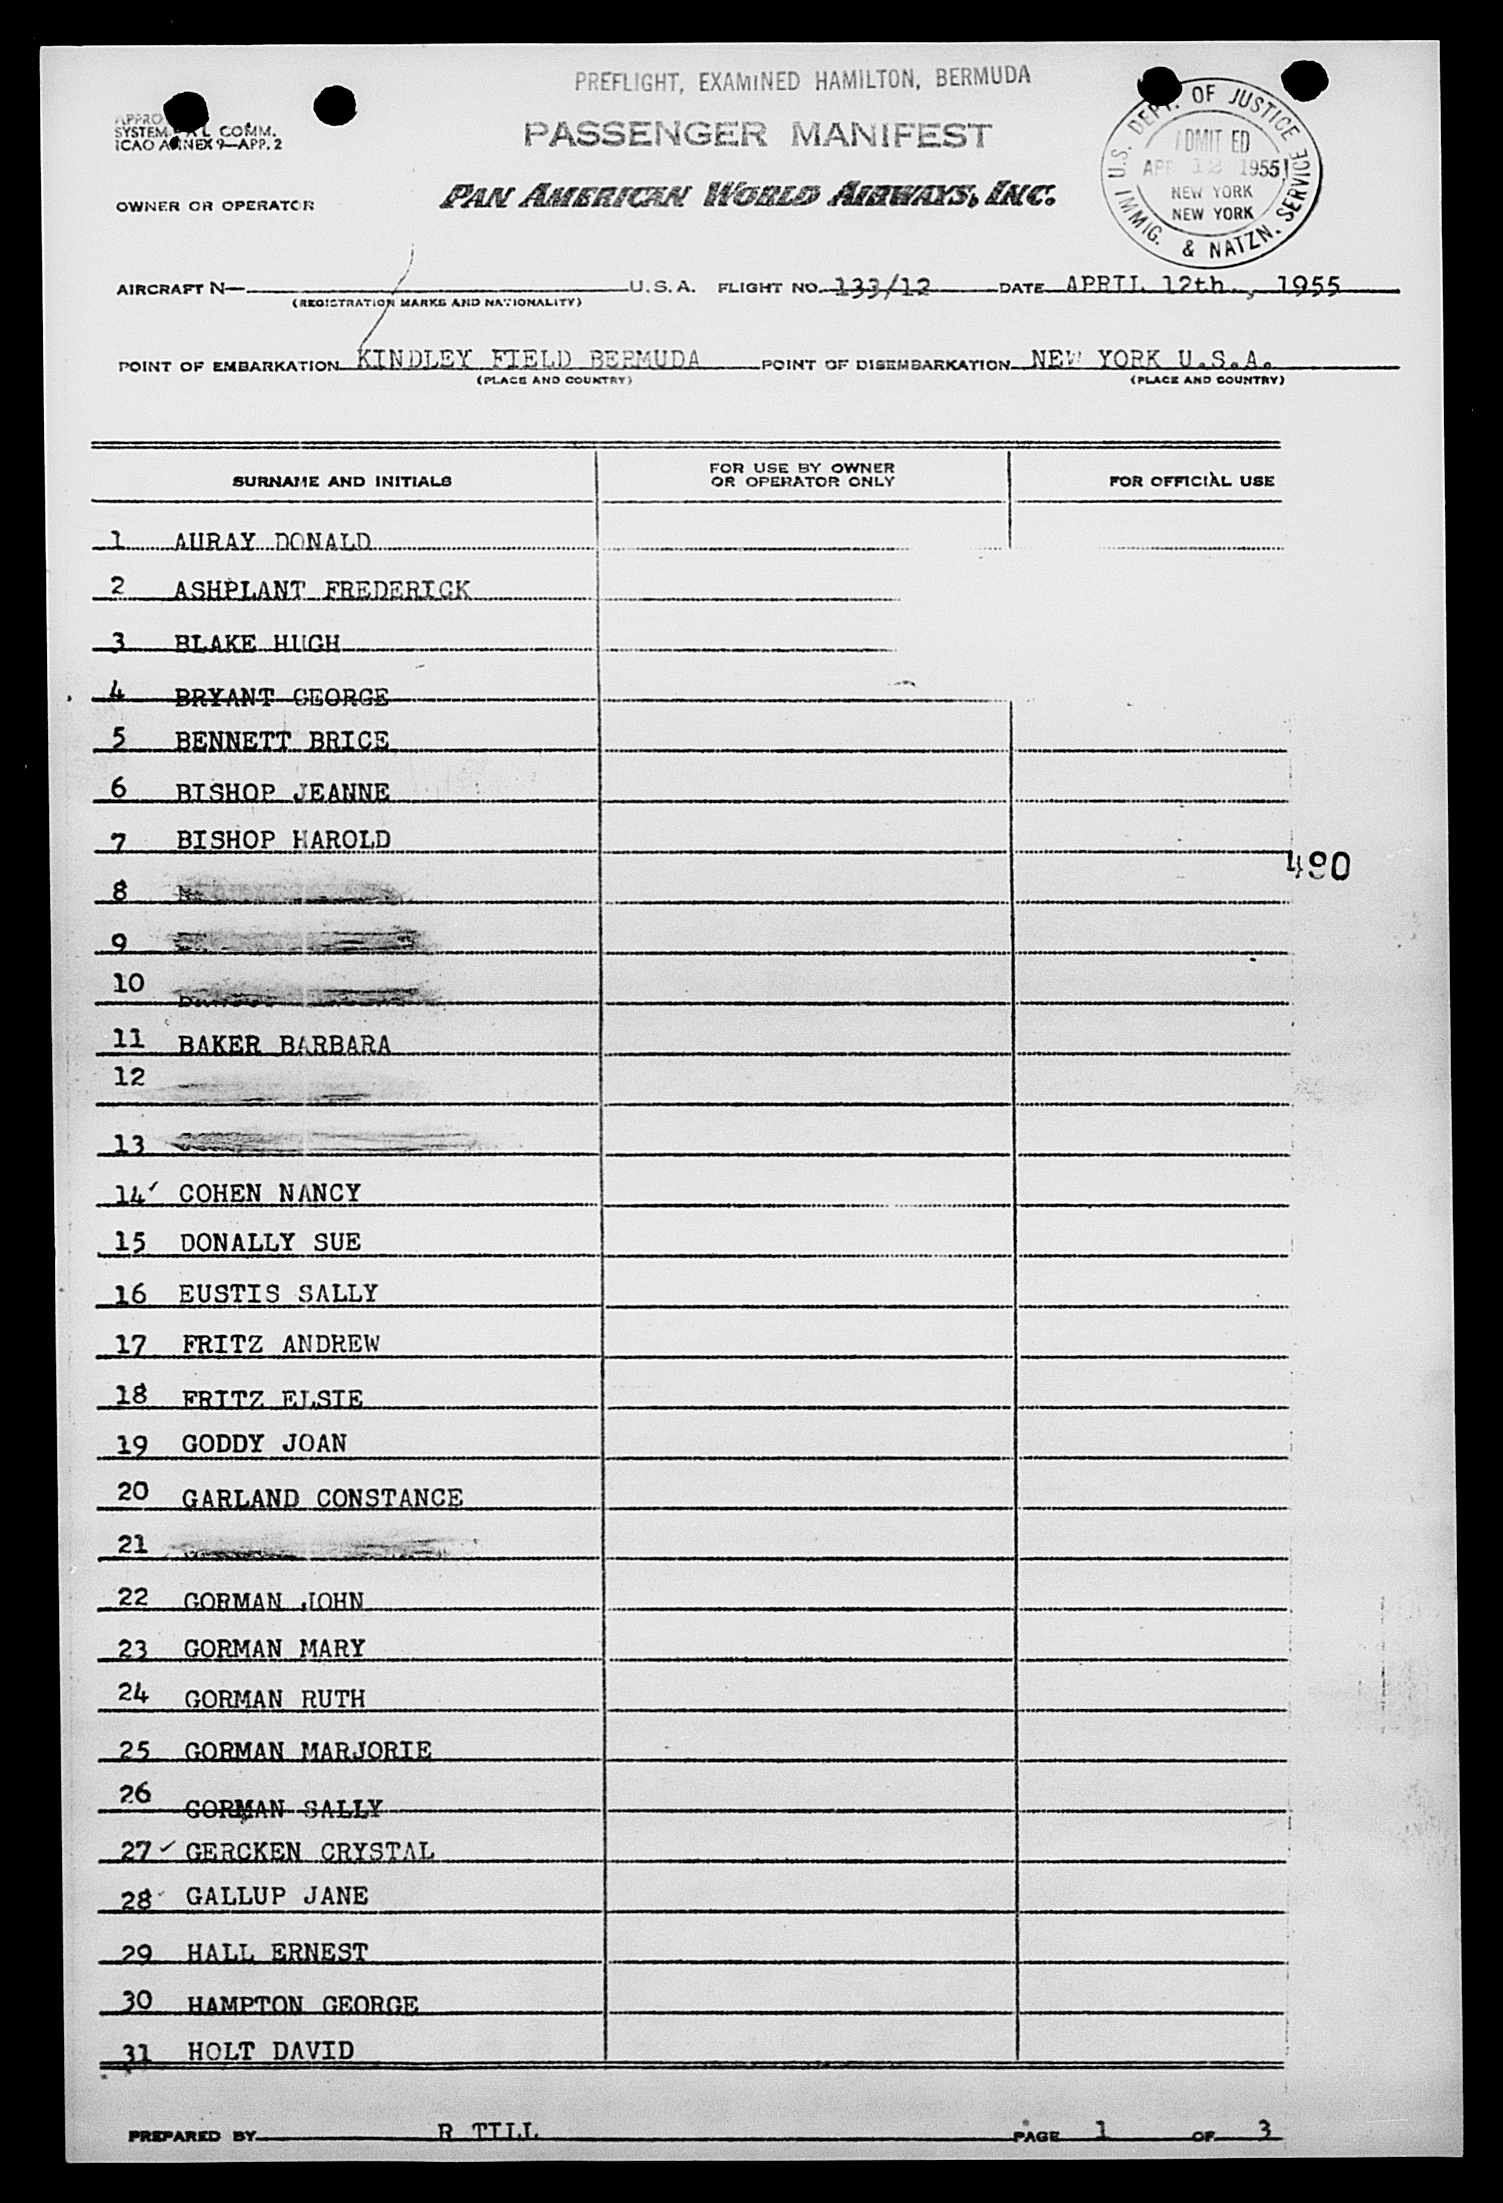 PREFLIGHT, EXAMINED HAMILTON, BERMUDA
PASSENGER MANIFEST
SYSTEM COMM.
ICAO ANNEX 9—APP. 2
PAN AMERICAN WORLD AIRWAYS, INC.
OWNER OR OPERATOR
U.S. DEPT. OF JUSTICE
ADMITTED
APR 12 1955
NEW YORK
NEW YORK
IMMIG. & NATZN. SERVICE
AIRCRAFT N— U.S.A. FLIGHT NO. 133/12 DATE APRIL 12th., 1955
(REGISTRATION MARKS AND NATIONALITY)
POINT OF EMBARKATION KINDLEY FIELD BERMUDA POINT OF DISEMBARKATION NEW YORK U.S.A.
(PLACE AND COUNTRY) (PLACE AND COUNTRY)
SURNAME AND INITIALS FOR USE BY OWNER OR OPERATOR ONLY FOR OFFICIAL USE
1 AURAY DONALD
2 ASHPLANT FREDERICK
3 BLAKE HUGH
4 BRYANT GEORGE
5 BENNETT BRICE
6 BISHOP JEANNE
7 BISHOP HAROLD
490
8
9
10
11 BAKER BARBARA
12
13
14 COHEN NANCY
15 DONALLY SUE
16 EUSTIS SALLY
17 FRITZ ANDREW
18 FRITZ ELSIE
19 GODDY JOAN
20 GARLAND CONSTANCE
21
22 GORMAN JOHN
23 GORMAN MARY
24 GORMAN RUTH
25 GORMAN MARJORIE
26 GORMAN SALLY
27 GERCKEN CRYSTAL
28 GALLUP JANE
29 HALL ERNEST
30 HAMPTON GEORGE
31 HOLT DAVID
PREPARED BY R TILL PAGE 1 OF 3